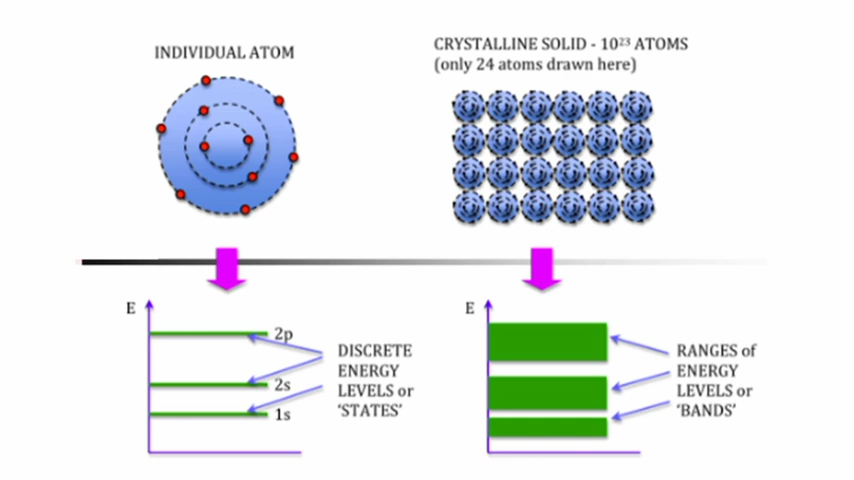 INDIVIDUAL ATOM
CRYSTALLINE SOLID - 10²³ ATOMS
(only 24 atoms drawn here)
E
2p
2s
1s
DISCRETE
ENERGY
LEVELS or
‘STATES’
E
RANGES of
ENERGY
LEVELS or
‘BANDS’